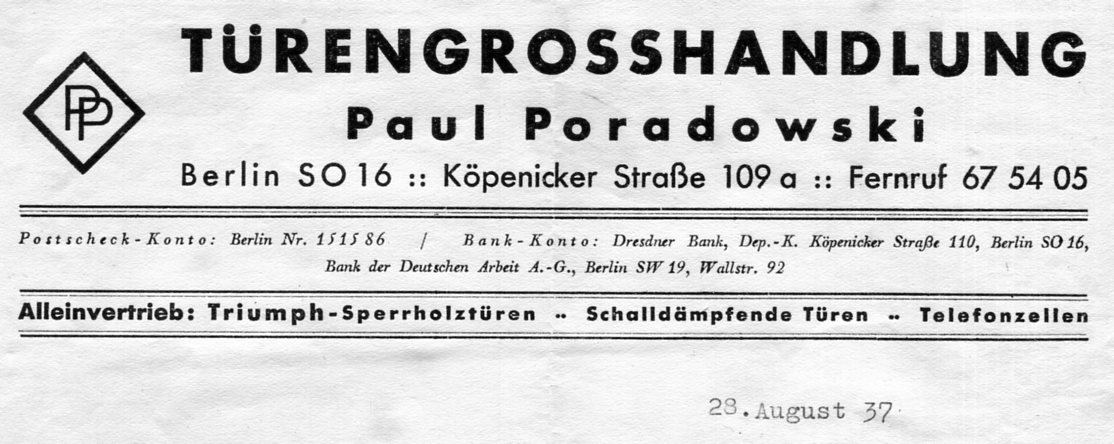 TÜRENGROSSHANDLUNG
PP
Paul Poradowski
Berlin SO 16 :: Köpenicker Straße 109 a :: Fernruf 67 54 05
Postscheck-Konto: Berlin Nr. 151586 / Bank-Konto: Dresdner Bank, Dep.-K. Köpenicker Straße 110, Berlin SO 16,
Bank der Deutschen Arbeit A.-G., Berlin SW 19, Wallstr. 92
Alleinvertrieb: Triumph-Sperrholztüren •• Schalldämpfende Türen •• Telefonzellen
28. August 37